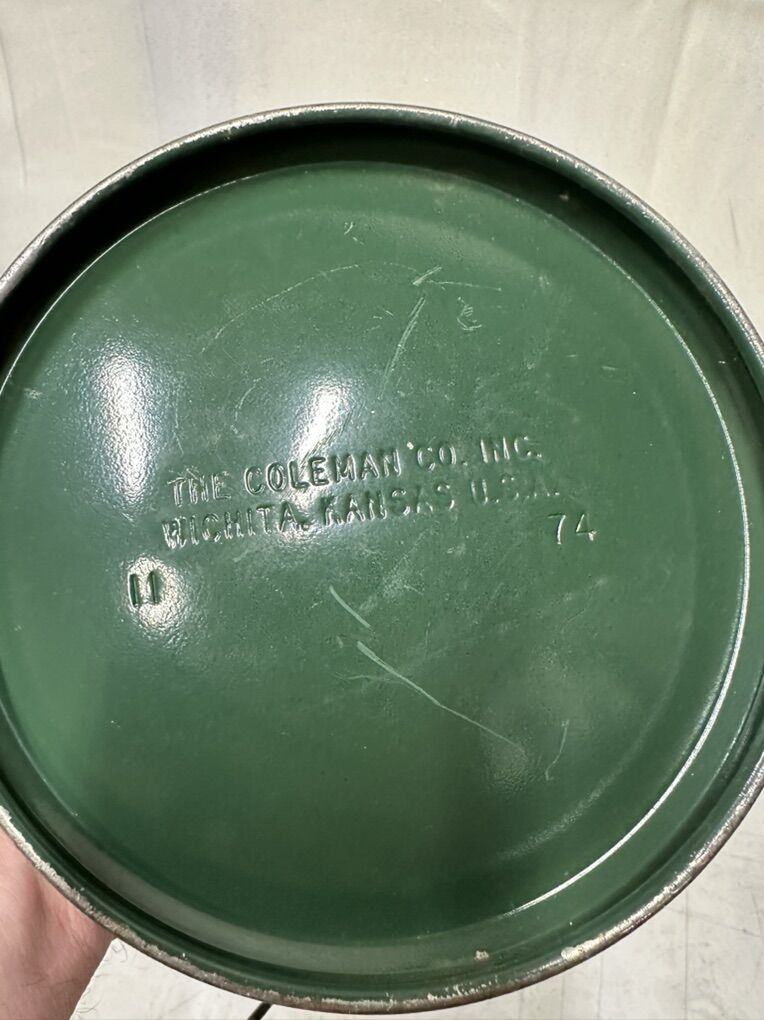 THE COLEMAN CO. INC.
WICHITA, KANSAS U.S.A.
11 74